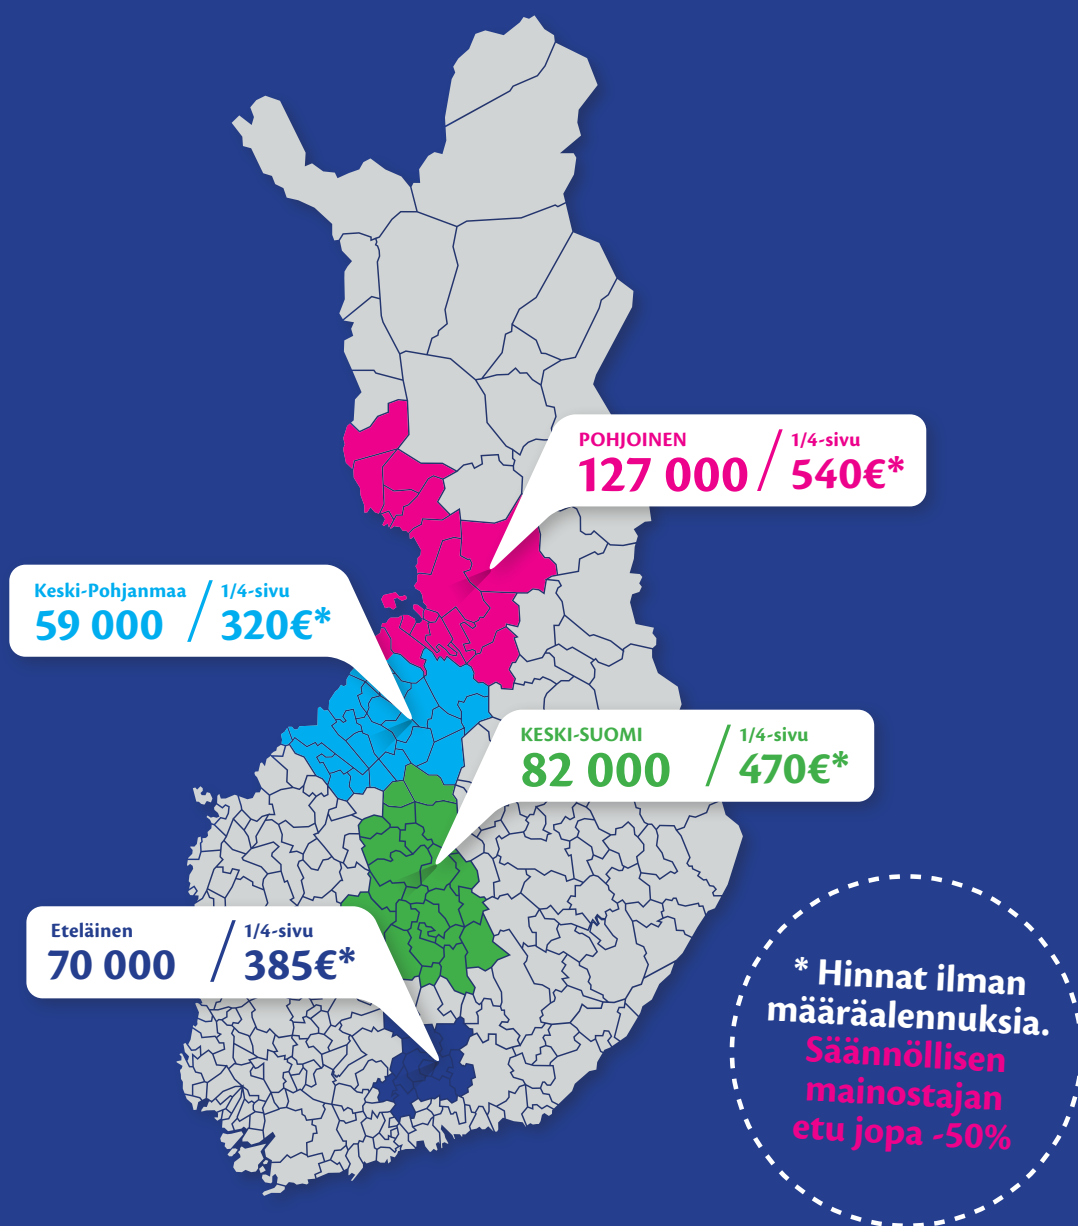 POHJOINEN
127 000
1/4-sivu
540€*
Keski-Pohjanmaa
59 000
1/4-sivu
320€*
KESKI-SUOMI
82 000
1/4-sivu
470€*
Eteläinen
70 000
1/4-sivu
385€*
* Hinnat ilman
määräalennuksia.
Säännöllisen
mainostajan
etu jopa -50%